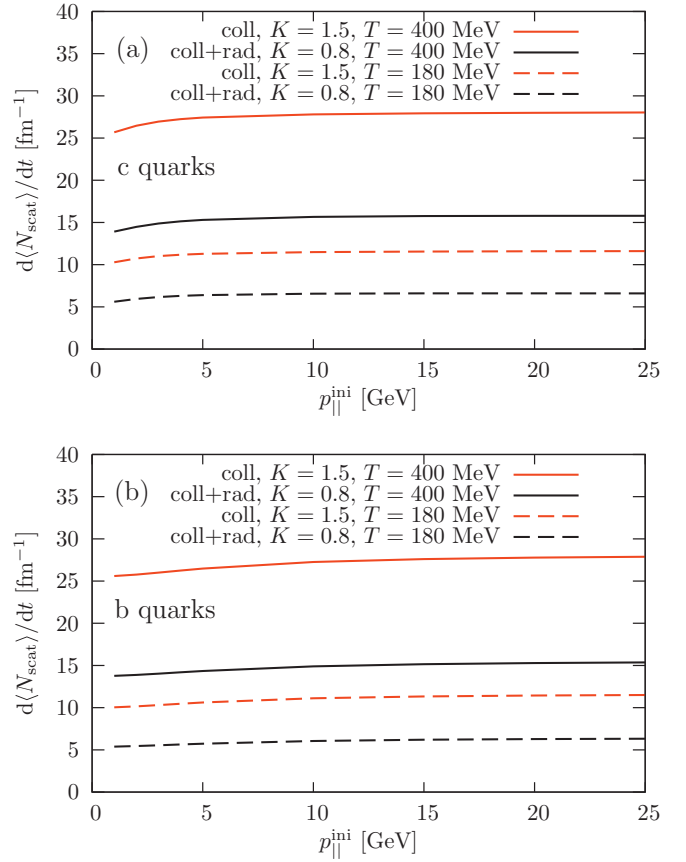 (a)
coll, K = 1.5, T = 400 MeV
coll+rad, K = 0.8, T = 400 MeV
coll, K = 1.5, T = 180 MeV
coll+rad, K = 0.8, T = 180 MeV
c quarks
d⟨N_scat⟩/dt [fm⁻¹]
40
35
30
25
20
15
10
5
0
0 5 10 15 20 25
p_||^ini [GeV]
(b)
coll, K = 1.5, T = 400 MeV
coll+rad, K = 0.8, T = 400 MeV
coll, K = 1.5, T = 180 MeV
coll+rad, K = 0.8, T = 180 MeV
b quarks
d⟨N_scat⟩/dt [fm⁻¹]
40
35
30
25
20
15
10
5
0
0 5 10 15 20 25
p_||^ini [GeV]